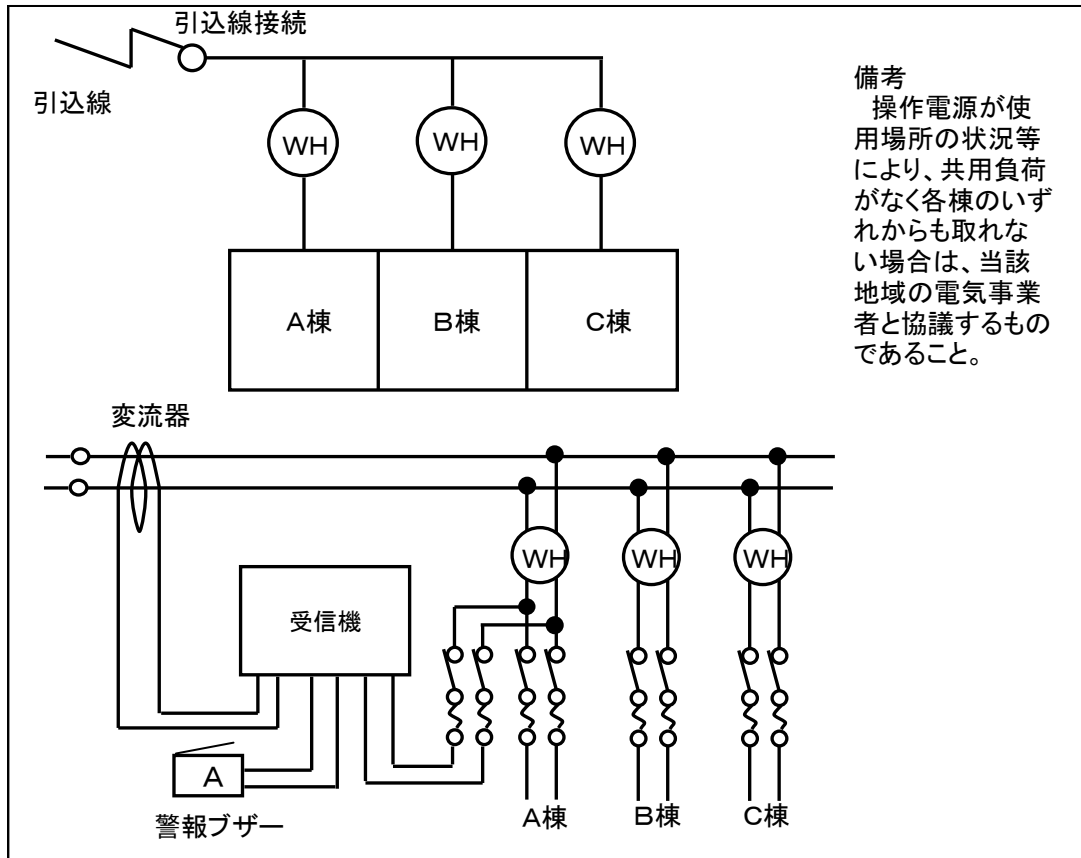 引込線接続
引込線
WH WH WH
A棟 B棟 C棟
備考
操作電源が使
用場所の状況等
により、共用負荷
がなく各棟のいず
れからも取れな
い場合は、当該
地域の電気事業
者と協議するもの
であること。
変流器
WH WH WH
受信機
A
警報ブザー
A棟 B棟 C棟